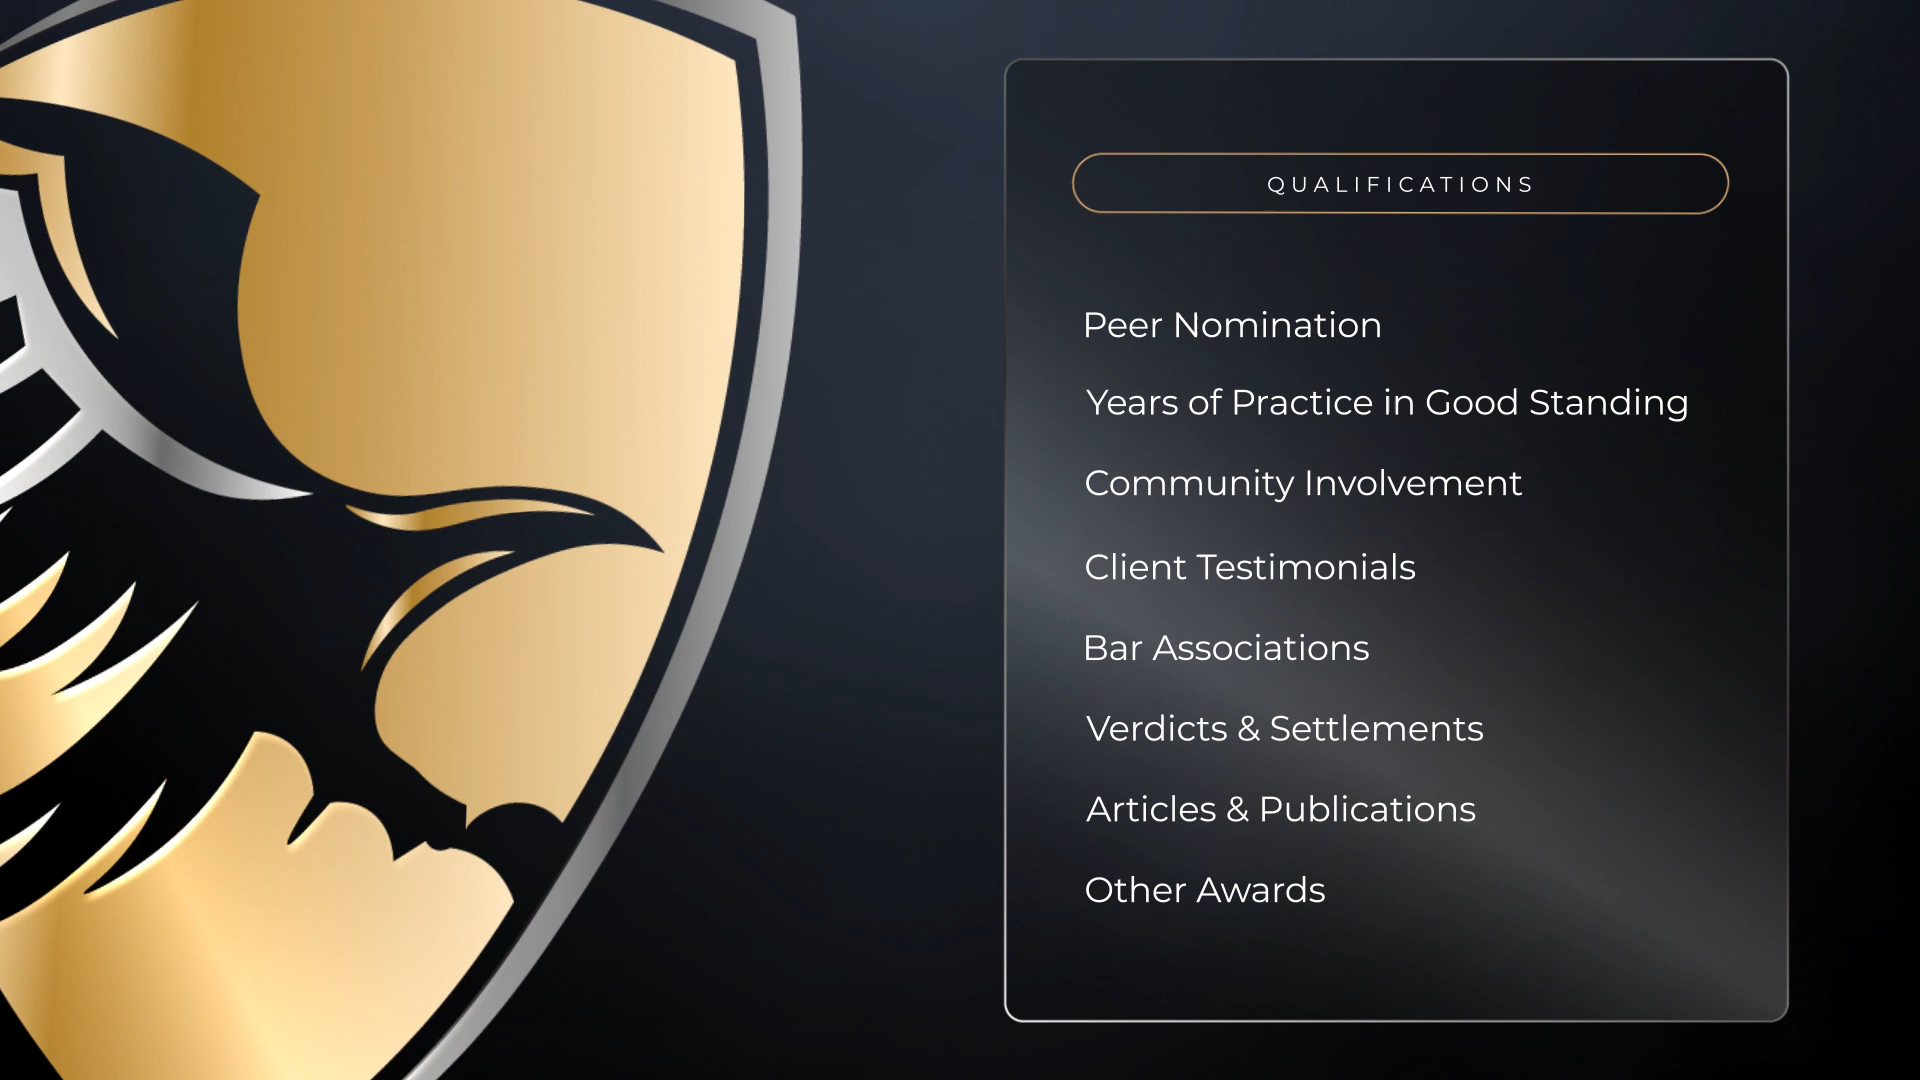 QUALIFICATIONS
Peer Nomination
Years of Practice in Good Standing
Community Involvement
Client Testimonials
Bar Associations
Verdicts & Settlements
Articles & Publications
Other Awards